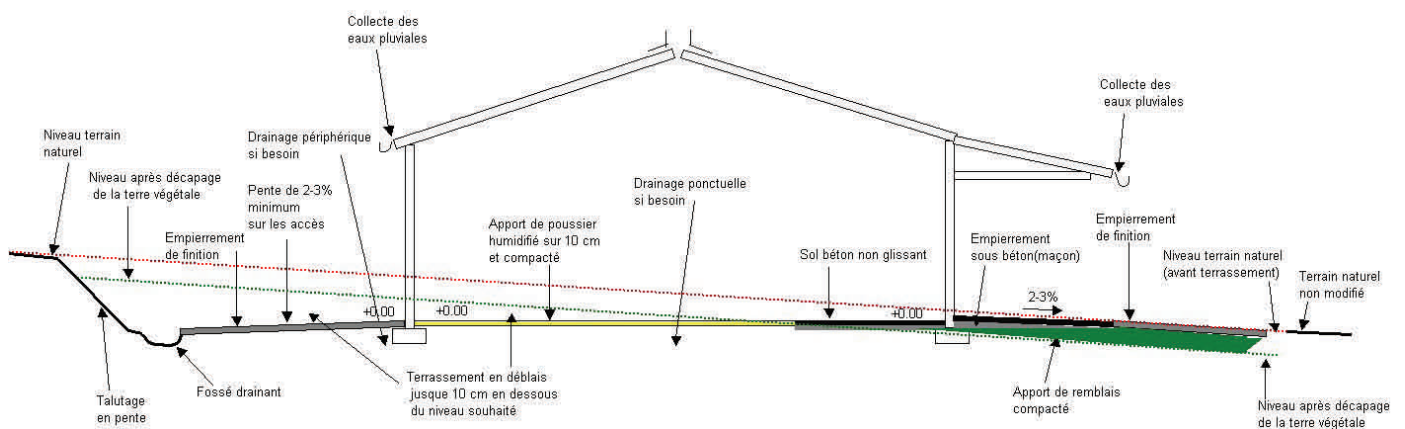 Collecte des
eaux pluviales
Collecte des
eaux pluviales
Niveau terrain
naturel
Drainage périphérique
si besoin
Niveau après décapage
de la terre végétale
Pente de 2-3%
minimum
sur les accès
Drainage ponctuelle
si besoin
Empierrement
de finition
Apport de poussier
humidifié sur 10 cm
et compacté
Sol béton non glissant
Empierrement
sous béton(maçon)
Empierrement
de finition
Niveau terrain naturel
(avant terrassement)
Terrain naturel
non modifié
2-3%
+0.00
+0.00
+0.00
Talutage
en pente
Fossé drainant
Terrassement en déblais
jusque 10 cm en dessous
du niveau souhaité
Apport de remblais
compacté
Niveau après décapage
de la terre végétale